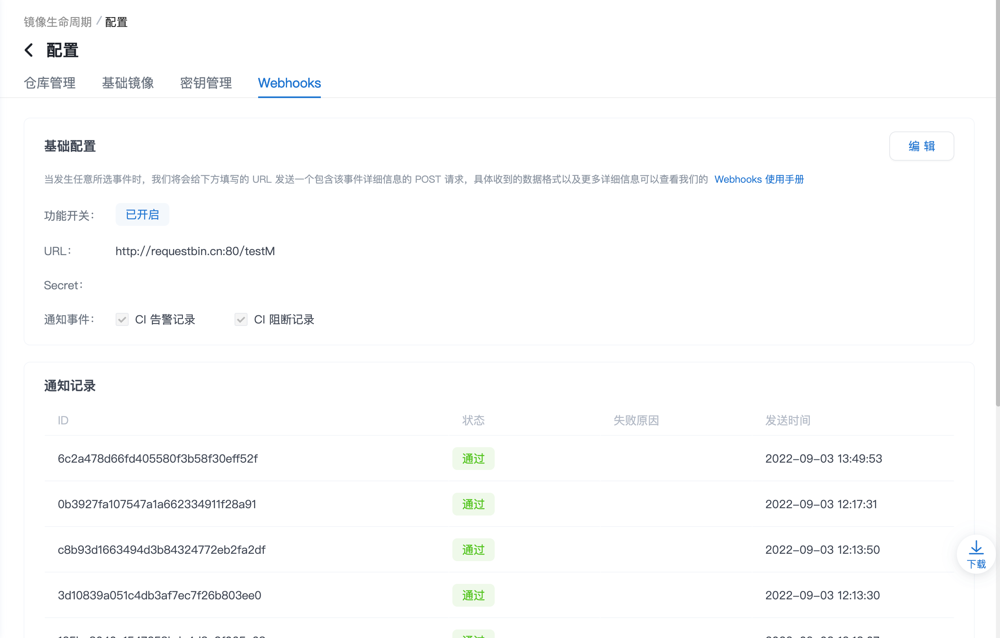 镜像生命周期 / 配置
配置
仓库管理 基础镜像 密钥管理 Webhooks
基础配置 编 辑
当发生任意所选事件时，我们将会给下方填写的 URL 发送一个包含该事件详细信息的 POST 请求，具体收到的数据格式以及更多详细信息可以查看我们的 Webhooks 使用手册
功能开关： 已开启
URL： http://requestbin.cn:80/testM
Secret：
通知事件： CI 告警记录 CI 阻断记录
通知记录
ID 状态 失败原因 发送时间
6c2a478d66fd405580f3b58f30eff52f 通过 2022-09-03 13:49:53
0b3927fa107547a1a662334911f28a91 通过 2022-09-03 12:17:31
c8b93d1663494d3b84324772eb2fa2df 通过 2022-09-03 12:13:50
下载
3d10839a051c4db3af7ec7f26b803ee0 通过 2022-09-03 12:13:30
通过